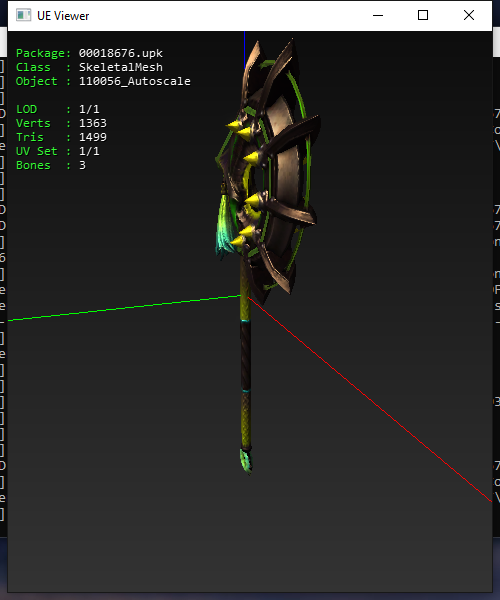 UE Viewer
Package: 00018676.upk
Class  : SkeletalMesh
Object : 110056_Autoscale
LOD    : 1/1
Verts  : 1363
Tris   : 1499
UV Set : 1/1
Bones  : 3